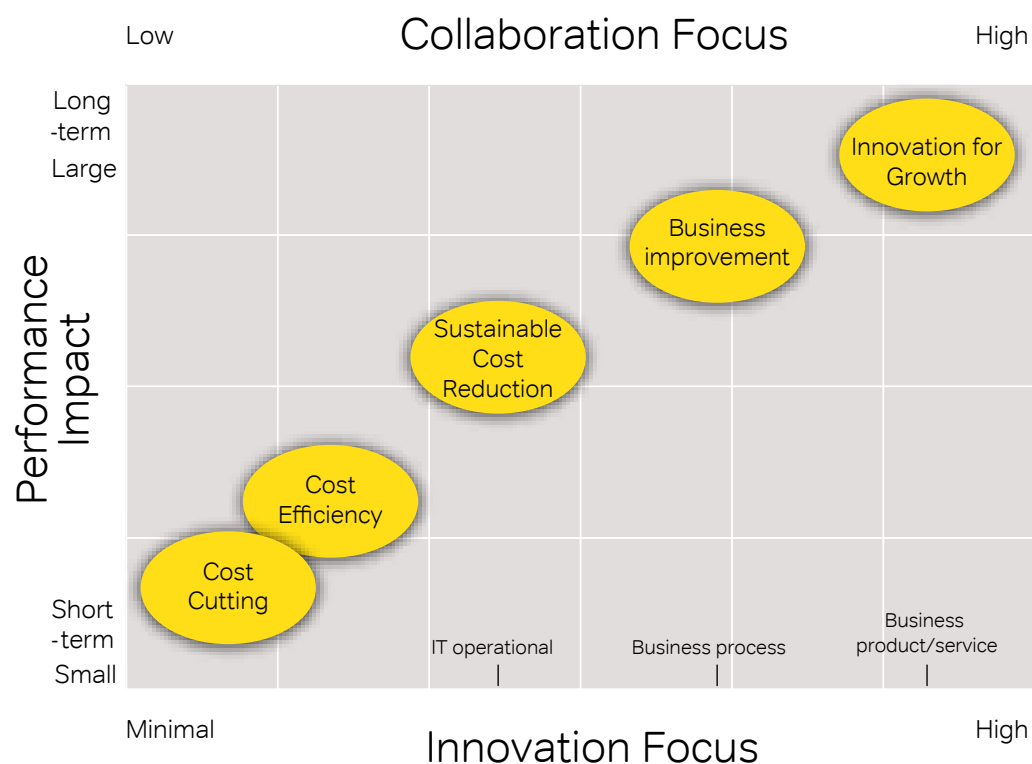 Low
Collaboration Focus
High
Long
-term
Large
Innovation for
Growth
Business
improvement
Performance
Impact
Sustainable
Cost
Reduction
Cost
Efficiency
Cost
Cutting
Short
-term
Small
IT operational
Business process
Business
product/service
Minimal
Innovation Focus
High